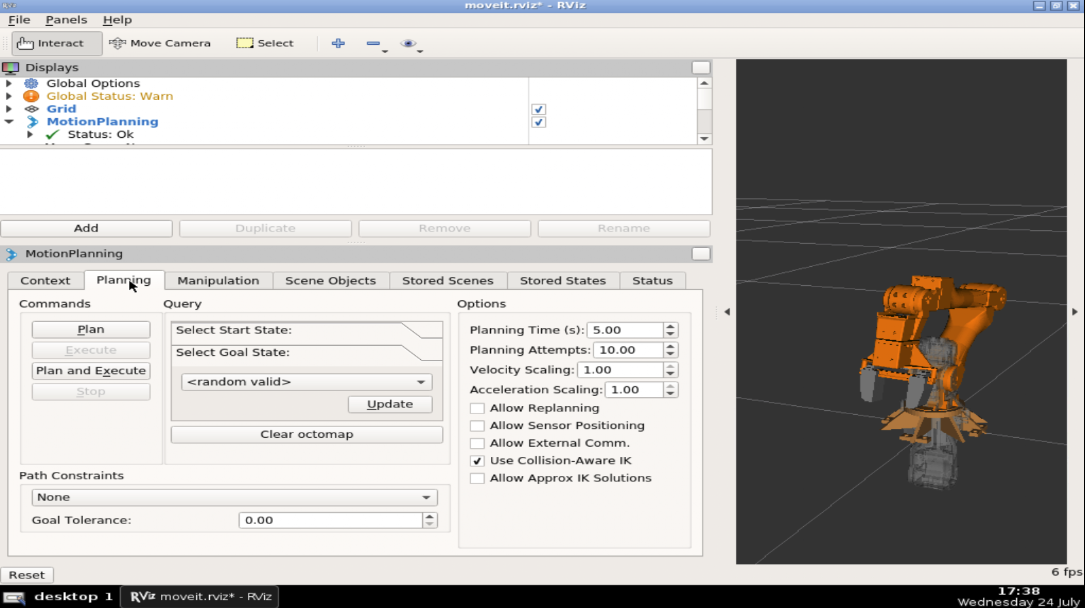 RViz
moveit.rviz* - RViz
File Panels Help
Interact Move Camera Select
Displays
Global Options
Global Status: Warn
Grid
MotionPlanning
Status: Ok
Add Duplicate Remove Rename
MotionPlanning
Context Planning Manipulation Scene Objects Stored Scenes Stored States Status
Commands
Plan
Execute
Plan and Execute
Stop
Query
Select Start State:
Select Goal State:
<random valid>
Update
Clear octomap
Path Constraints
None
Goal Tolerance: 0.00
Options
Planning Time (s): 5.00
Planning Attempts: 10.00
Velocity Scaling: 1.00
Acceleration Scaling: 1.00
Allow Replanning
Allow Sensor Positioning
Allow External Comm.
Use Collision-Aware IK
Allow Approx IK Solutions
Reset
6 fps
desktop 1
RViz moveit.rviz* - RViz
17:38
Wednesday 24 July